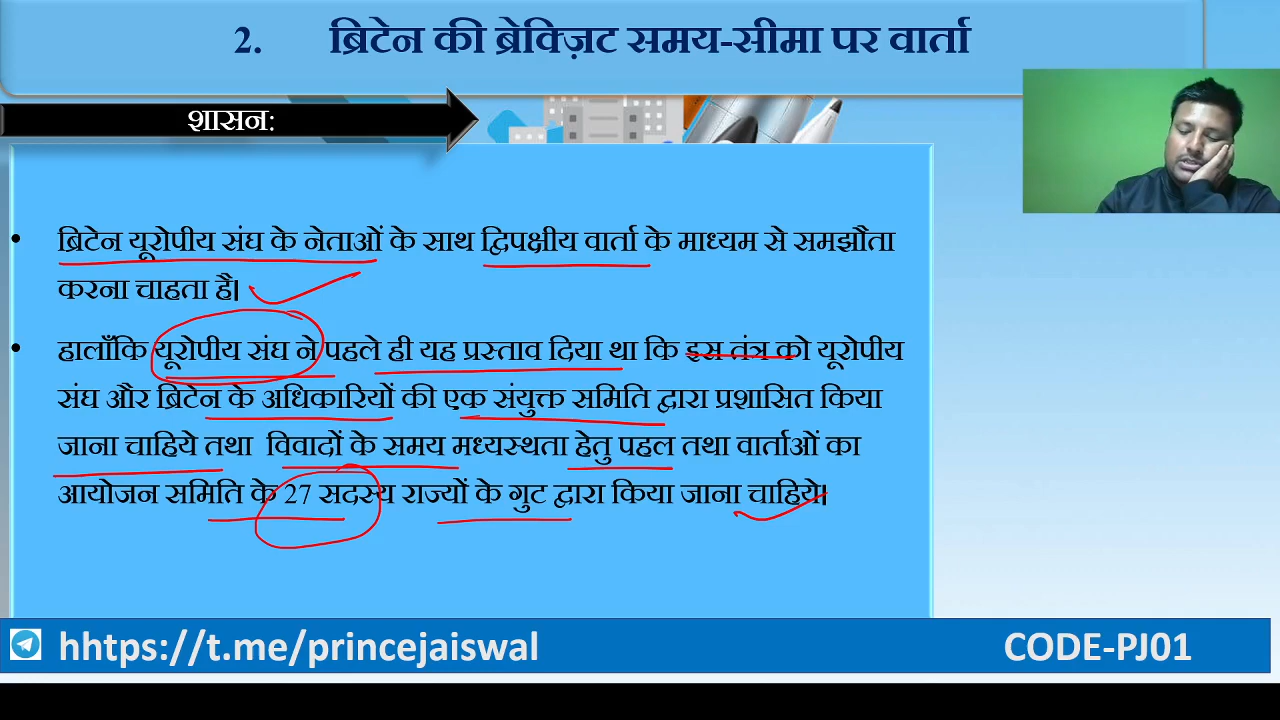 2. ब्रिटेन की ब्रेक्ज़िट समय-सीमा पर वार्ता
शासन:
• ब्रिटेन यूरोपीय संघ के नेताओं के साथ द्विपक्षीय वार्ता के माध्यम से समझौता
करना चाहता है।
• हालाँकि यूरोपीय संघ ने पहले ही यह प्रस्ताव दिया था कि इस तंत्र को यूरोपीय
संघ और ब्रिटेन के अधिकारियों की एक संयुक्त समिति द्वारा प्रशासित किया
जाना चाहिये तथा विवादों के समय मध्यस्थता हेतु पहल तथा वार्ताओं का
आयोजन समिति के 27 सदस्य राज्यों के गुट द्वारा किया जाना चाहिये।
hhtps://t.me/princejaiswal CODE-PJ01